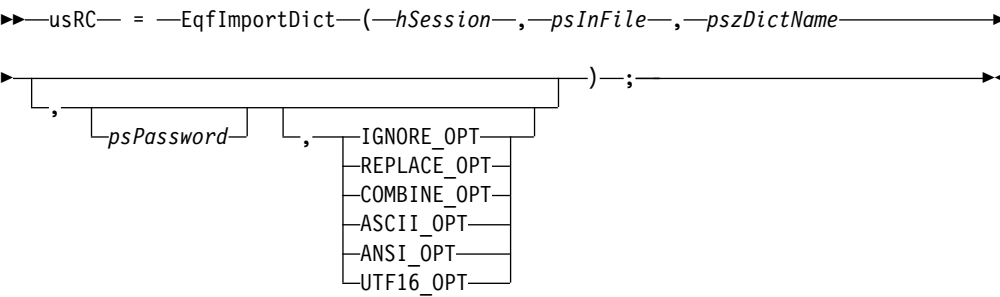 usRC = EqfImportDict ( hSession , psInFile , pszDictName
) ;
,
psPassword , IGNORE_OPT
REPLACE_OPT
COMBINE_OPT
ASCII_OPT
ANSI_OPT
UTF16_OPT